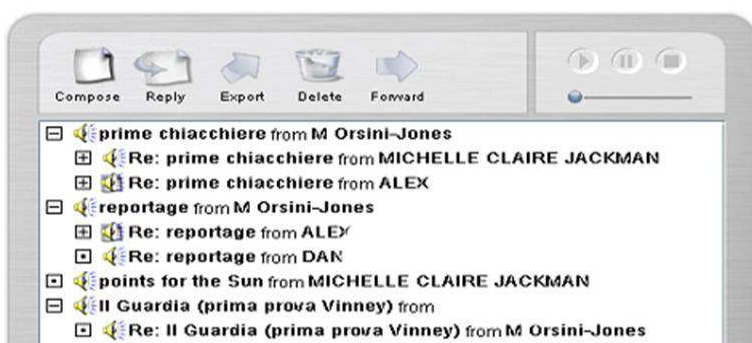 Compose Reply Export Delete Forward
prime chiacchiere from M Orsini-Jones
Re: prime chiacchiere from MICHELLE CLAIRE JACKMAN
Re: prime chiacchiere from ALEX
reportage from M Orsini-Jones
Re: reportage from ALEX
Re: reportage from DAN
points for the Sun from MICHELLE CLAIRE JACKMAN
Il Guardia (prima prova Vinney) from
Re: Il Guardia (prima prova Vinney) from M Orsini-Jones